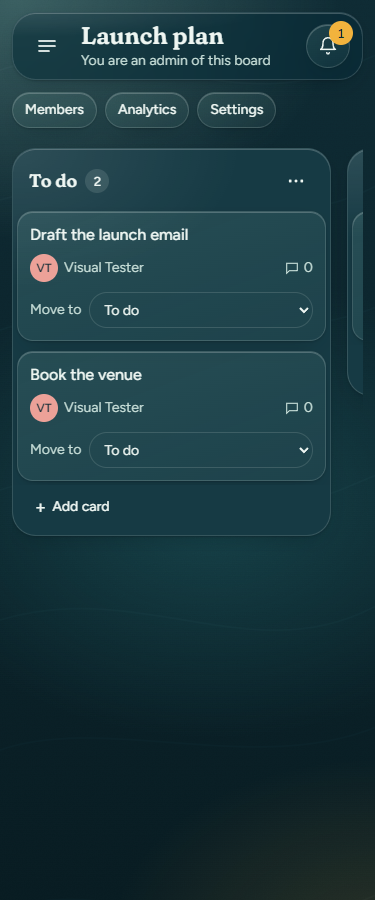 Launch plan
You are an admin of this board
1
Members
Analytics
Settings
To do
2
Draft the launch email
VT Visual Tester
0
Move to To do
Book the venue
VT Visual Tester
0
Move to To do
+ Add card